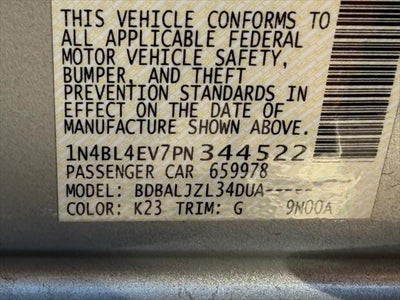 THIS VEHICLE CONFORMS TO
ALL APPLICABLE FEDERAL
MOTOR VEHICLE SAFETY,
BUMPER, AND THEFT
PREVENTION STANDARDS IN
EFFECT ON THE DATE OF
MANUFACTURE SHOWN ABOVE.
1N4BL4EV7PN344522
PASSENGER CAR 659978
MODEL: BDBALJZL34DUA-----
COLOR: K23 TRIM: G 9N00A